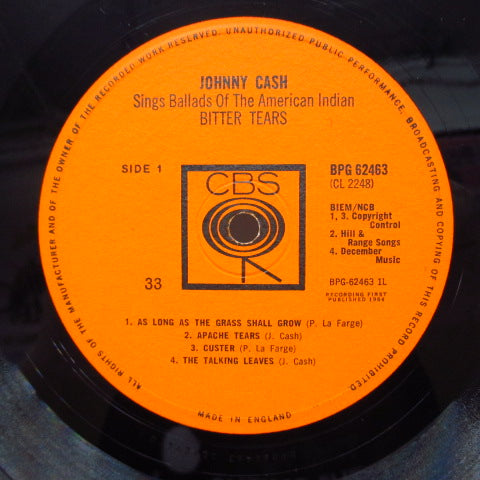 ALL RIGHTS OF THE MANUFACTURER AND OF THE OWNER OF THE RECORDED WORK RESERVED. UNAUTHORIZED PUBLIC PERFORMANCE, BROADCASTING AND COPYING OF THIS RECORD PROHIBITED.
JOHNNY CASH
Sings Ballads Of The American Indian
BITTER TEARS
SIDE 1
CBS
33
BPG 62463
(CL 2248)
BIEM/NCB
1, 3. Copyright
Control
2. Hill &
Range Songs
4. December
Music
BPG-62463 1L
RECORDING FIRST
PUBLISHED 1964
1. AS LONG AS THE GRASS SHALL GROW (P. La Farge)
2. APACHE TEARS (J. Cash)
3. CUSTER (P. La Farge)
4. THE TALKING LEAVES (J. Cash)
MADE IN ENGLAND